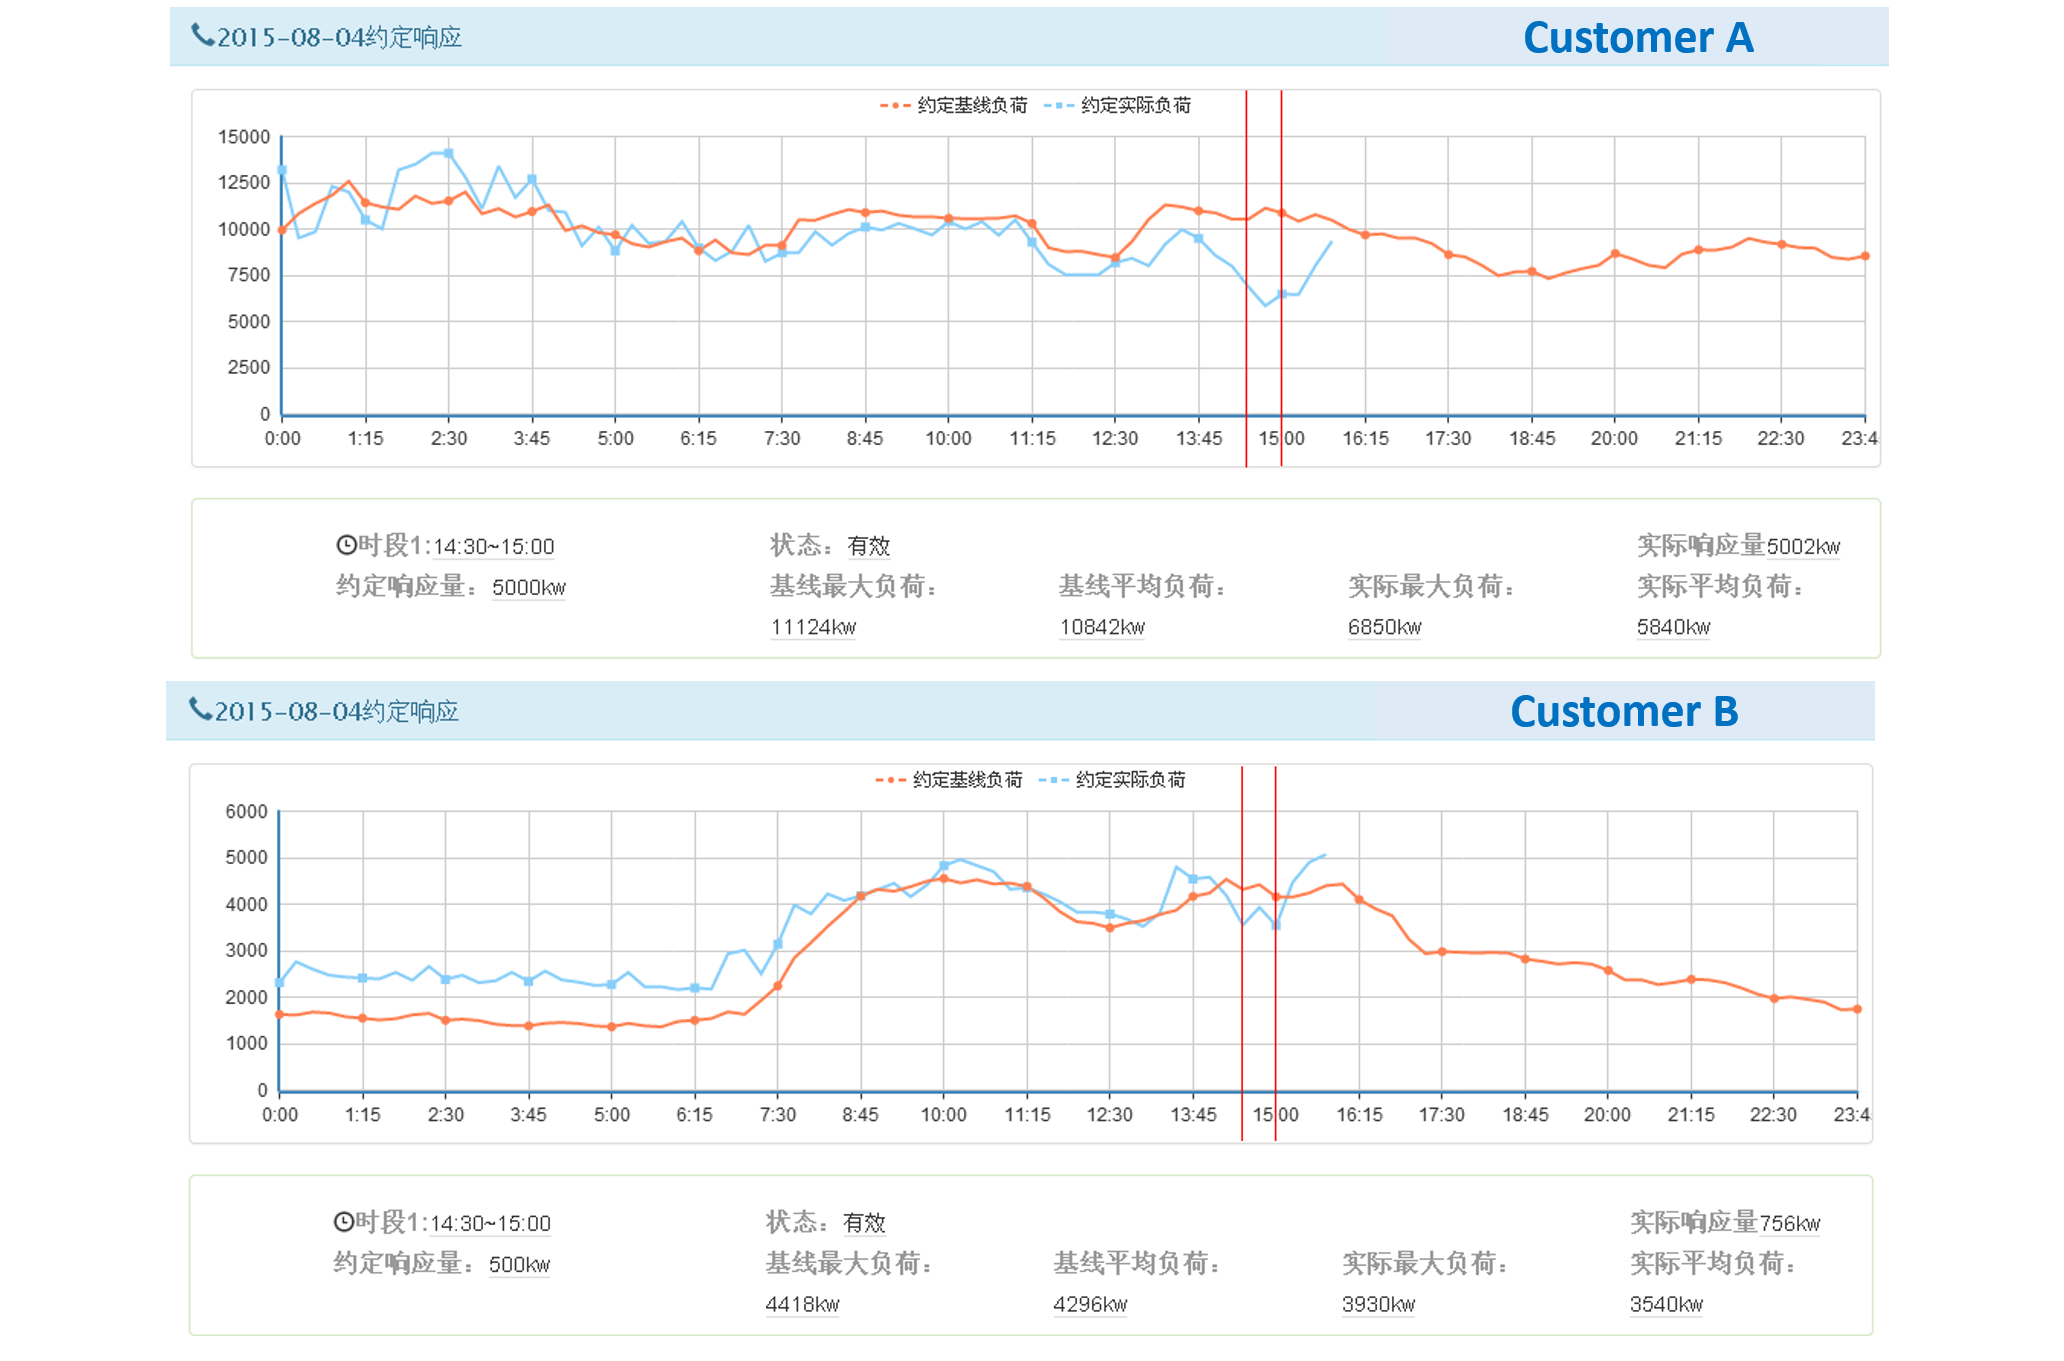 2015-08-04约定响应 Customer A
约定基线负荷 约定实际负荷
15000
12500
10000
7500
5000
2500
0
0:00 1:15 2:30 3:45 5:00 6:15 7:30 8:45 10:00 11:15 12:30 13:45 15:00 16:15 17:30 18:45 20:00 21:15 22:30 23:4
时段1:14:30~15:00 状态：有效 实际响应量5002kw
约定响应量：5000kw 基线最大负荷： 基线平均负荷： 实际最大负荷： 实际平均负荷：
11124kw 10842kw 6850kw 5840kw
2015-08-04约定响应 Customer B
约定基线负荷 约定实际负荷
6000
5000
4000
3000
2000
1000
0
0:00 1:15 2:30 3:45 5:00 6:15 7:30 8:45 10:00 11:15 12:30 13:45 15:00 16:15 17:30 18:45 20:00 21:15 22:30 23:4
时段1:14:30~15:00 状态：有效 实际响应量756kw
约定响应量：500kw 基线最大负荷： 基线平均负荷： 实际最大负荷： 实际平均负荷：
4418kw 4296kw 3930kw 3540kw